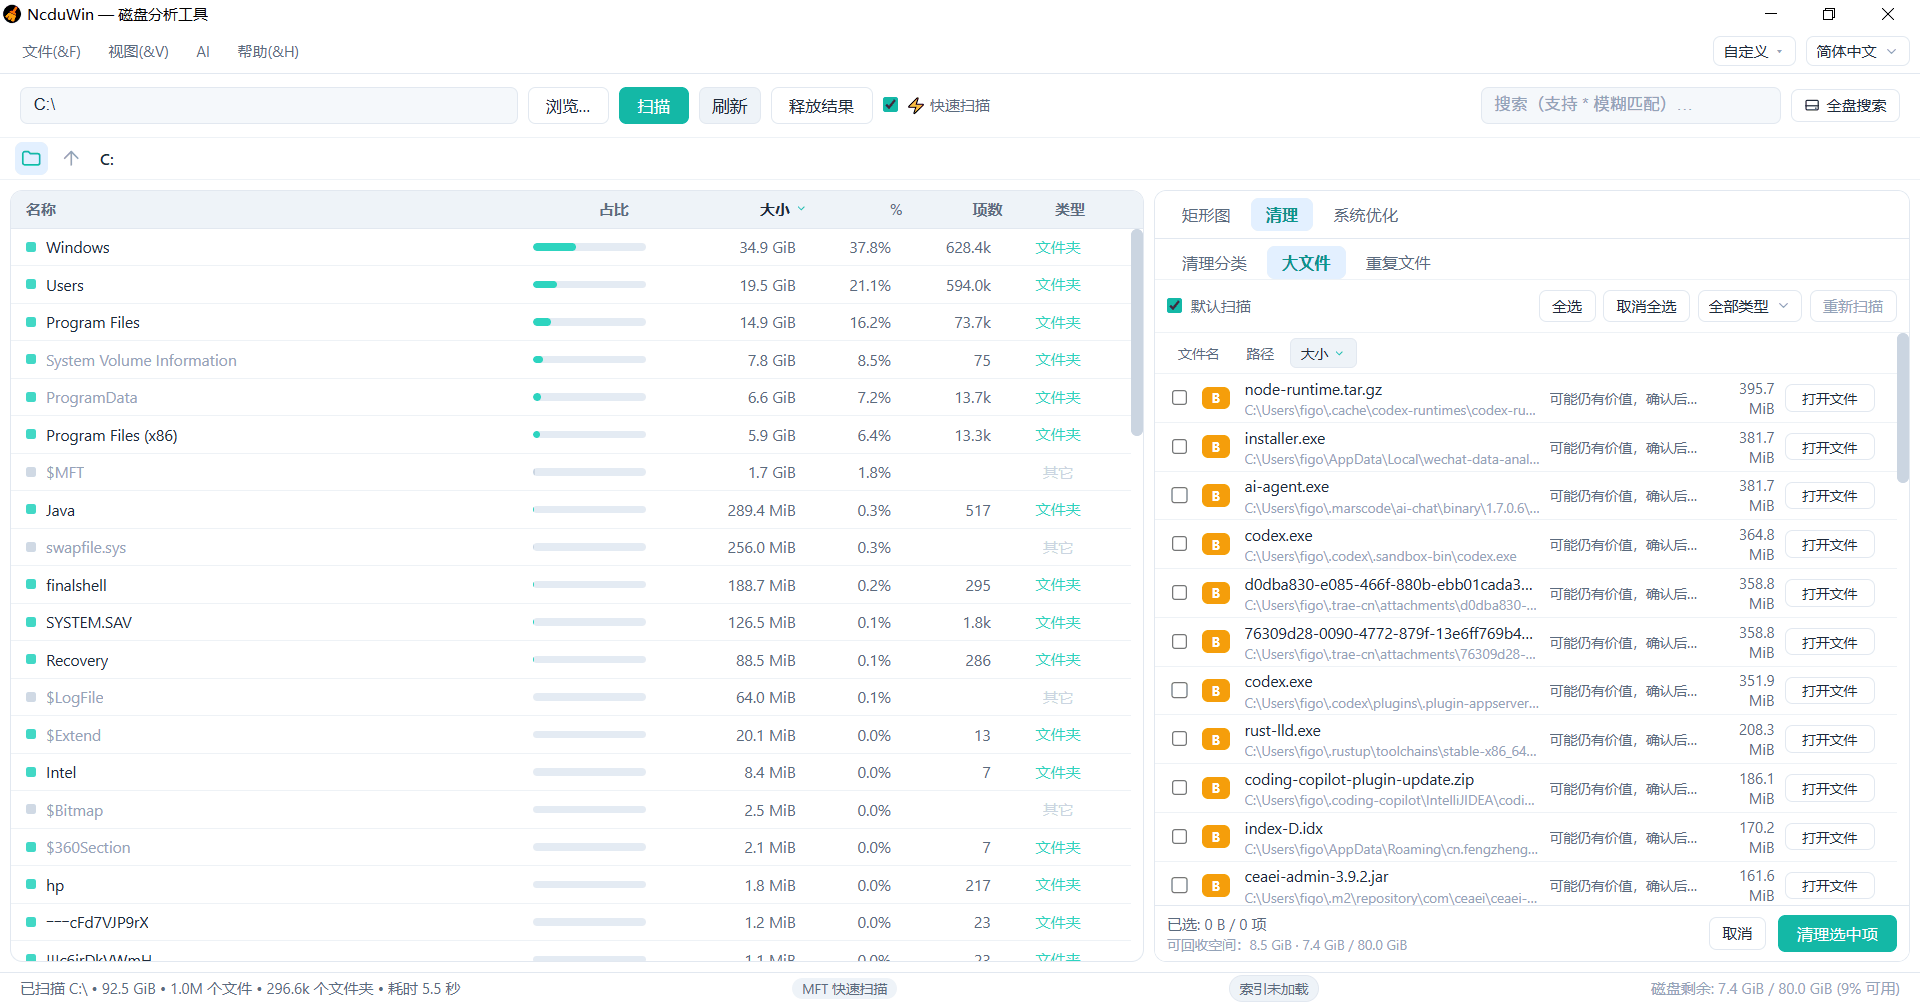 NcduWin — 磁盘分析工具
文件(&F) 视图(&V) AI 帮助(&H) 自定义 简体中文
C:\ 浏览... 扫描 刷新 释放结果 快速扫描 搜索（支持 * 模糊匹配）... 全盘搜索
C:
名称 占比 大小 % 项数 类型
Windows 34.9 GiB 37.8% 628.4k 文件夹
Users 19.5 GiB 21.1% 594.0k 文件夹
Program Files 14.9 GiB 16.2% 73.7k 文件夹
System Volume Information 7.8 GiB 8.5% 75 文件夹
ProgramData 6.6 GiB 7.2% 13.7k 文件夹
Program Files (x86) 5.9 GiB 6.4% 13.3k 文件夹
$MFT 1.7 GiB 1.8% 其它
Java 289.4 MiB 0.3% 517 文件夹
swapfile.sys 256.0 MiB 0.3% 其它
finalshell 188.7 MiB 0.2% 295 文件夹
SYSTEM.SAV 126.5 MiB 0.1% 1.8k 文件夹
Recovery 88.5 MiB 0.1% 286 文件夹
$LogFile 64.0 MiB 0.1% 其它
$Extend 20.1 MiB 0.0% 13 文件夹
Intel 8.4 MiB 0.0% 7 文件夹
$Bitmap 2.5 MiB 0.0% 其它
$360Section 2.1 MiB 0.0% 7 文件夹
hp 1.8 MiB 0.0% 217 文件夹
---cFd7VJP9rX 1.2 MiB 0.0% 23 文件夹
1.1 MiB 0.0% 23 文件夹
矩形图 清理 系统优化
清理分类 大文件 重复文件
默认扫描 全选 取消全选 全部类型 重新扫描
文件名 路径 大小
B node-runtime.tar.gz 可能仍有价值，确认后... 395.7 MiB 打开文件
C:\Users\figo\.cache\codex-runtimes\codex-ru...
B installer.exe 可能仍有价值，确认后... 381.7 MiB 打开文件
C:\Users\figo\AppData\Local\wechat-data-anal...
B ai-agent.exe 可能仍有价值，确认后... 381.7 MiB 打开文件
C:\Users\figo\.marscode\ai-chat\binary\1.7.0.6\...
B codex.exe 可能仍有价值，确认后... 364.8 MiB 打开文件
C:\Users\figo\.codex\.sandbox-bin\codex.exe
B d0dba830-e085-466f-880b-ebb01cada3... 可能仍有价值，确认后... 358.8 MiB 打开文件
C:\Users\figo\.trae-cn\attachments\d0dba830-...
B 76309d28-0090-4772-879f-13e6ff769b4... 可能仍有价值，确认后... 358.8 MiB 打开文件
C:\Users\figo\.trae-cn\attachments\76309d28-...
B codex.exe 可能仍有价值，确认后... 351.9 MiB 打开文件
C:\Users\figo\.codex\plugins\.plugin-appserver...
B rust-lld.exe 可能仍有价值，确认后... 208.3 MiB 打开文件
C:\Users\figo\.rustup\toolchains\stable-x86_64...
B coding-copilot-plugin-update.zip 可能仍有价值，确认后... 186.1 MiB 打开文件
C:\Users\figo\.coding-copilot\IntelliJIDEA\codi...
B index-D.idx 可能仍有价值，确认后... 170.2 MiB 打开文件
C:\Users\figo\AppData\Roaming\cn.fengzheng...
B ceaei-admin-3.9.2.jar 可能仍有价值，确认后... 161.6 MiB 打开文件
C:\Users\figo\.m2\repository\com\ceaei\ceaei-...
已选: 0 B / 0 项
可回收空间: 8.5 GiB · 7.4 GiB / 80.0 GiB
取消 清理选中项
已扫描 C:\ • 92.5 GiB • 1.0M 个文件 • 296.6k 个文件夹 • 耗时 5.5 秒 MFT 快速扫描 索引未加载 磁盘剩余: 7.4 GiB / 80.0 GiB (9% 可用)